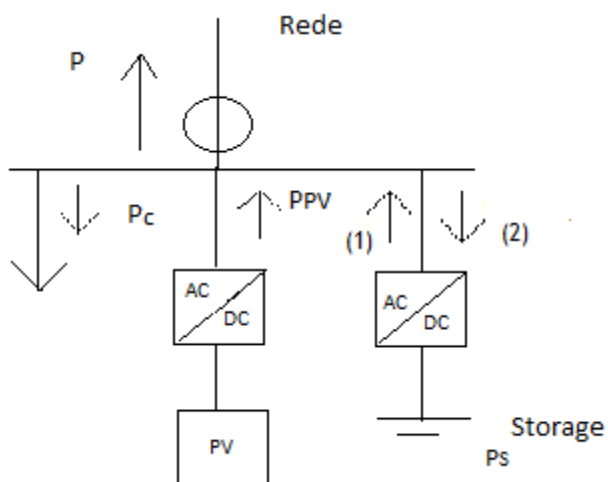 Rede
P
Pc
PPV
(1)
(2)
AC
DC
AC
DC
PV
Storage
Ps